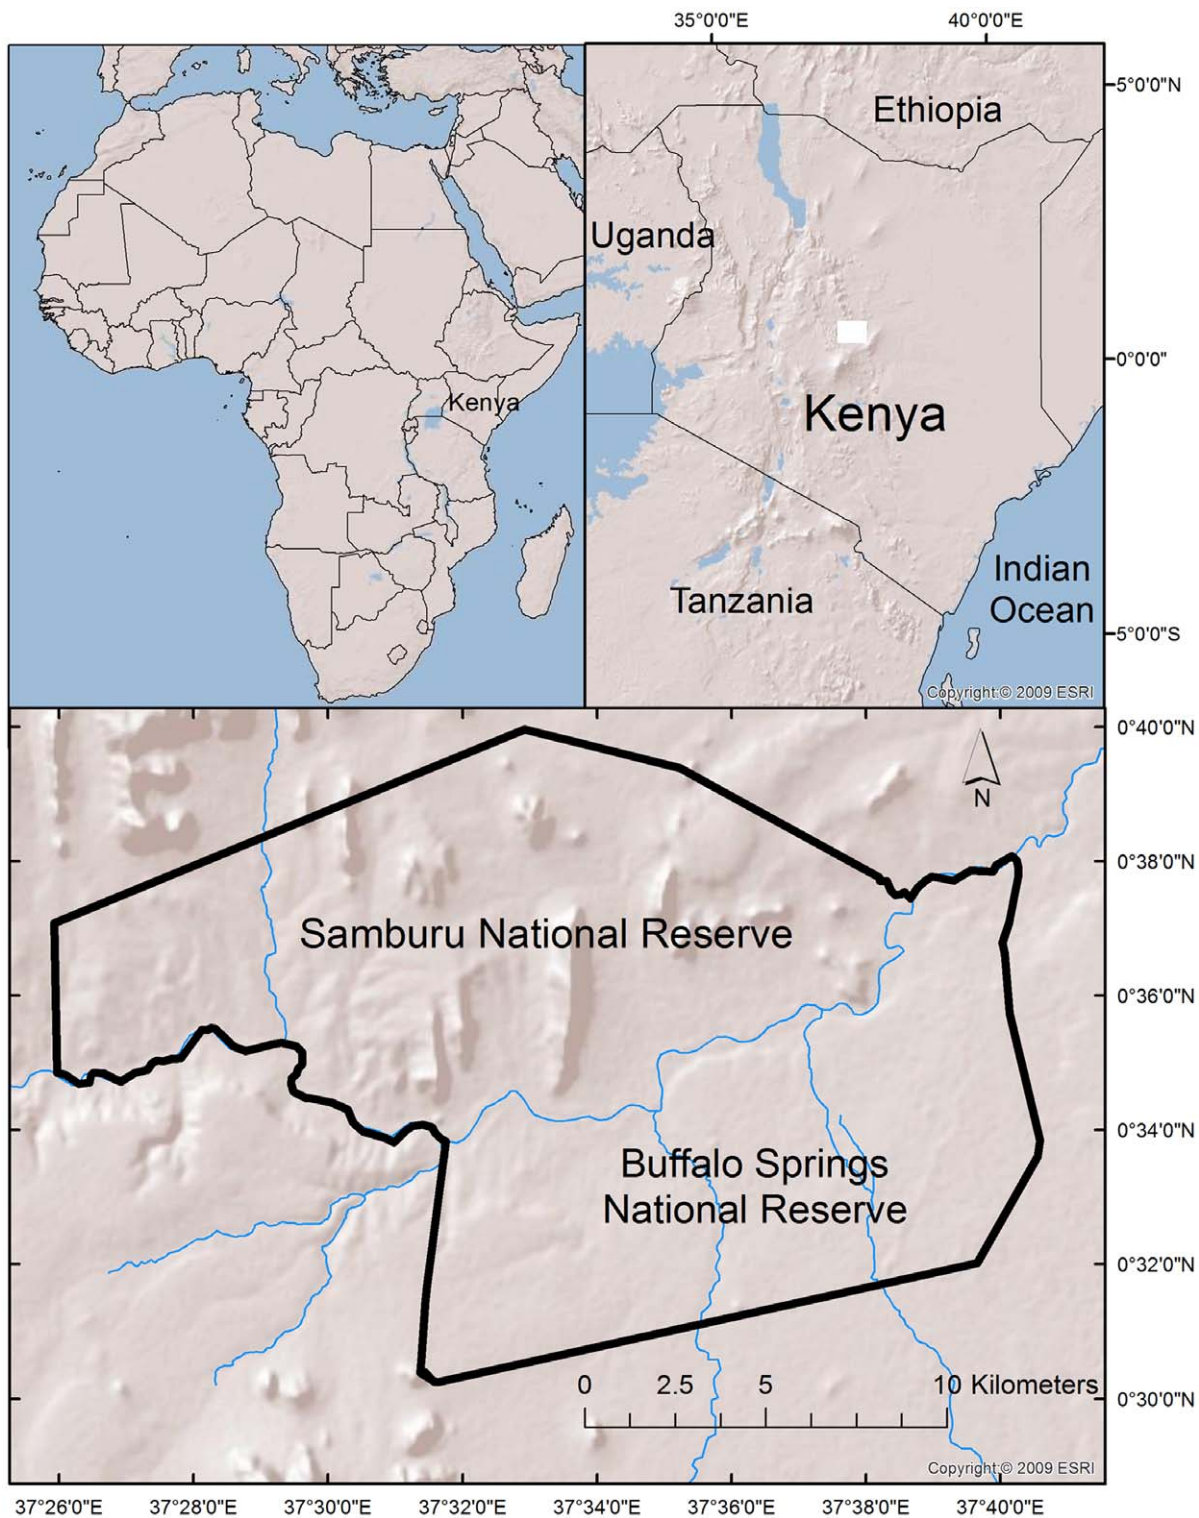 35°0'0"E
40°0'0"E
5°0'0"N
Ethiopia
Uganda
0°0'0"
Kenya
Kenya
Indian
Ocean
Tanzania
5°0'0"S
Copyright:© 2009 ESRI
0°40'0"N
N
0°38'0"N
Samburu National Reserve
0°36'0"N
0°34'0"N
Buffalo Springs
National Reserve
0°32'0"N
0 2.5 5 10 Kilometers
0°30'0"N
Copyright:© 2009 ESRI
37°26'0"E 37°28'0"E 37°30'0"E 37°32'0"E 37°34'0"E 37°36'0"E 37°38'0"E 37°40'0"E